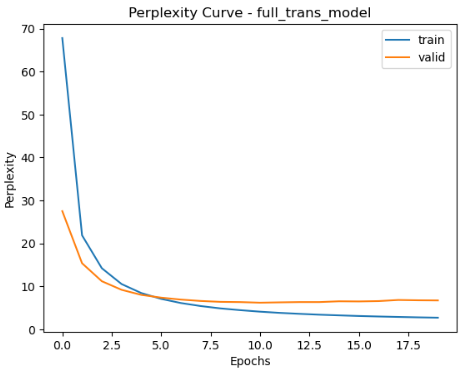 Perplexity Curve - full_trans_model
train
valid
Perplexity
70
60
50
40
30
20
10
0
0.0 2.5 5.0 7.5 10.0 12.5 15.0 17.5
Epochs